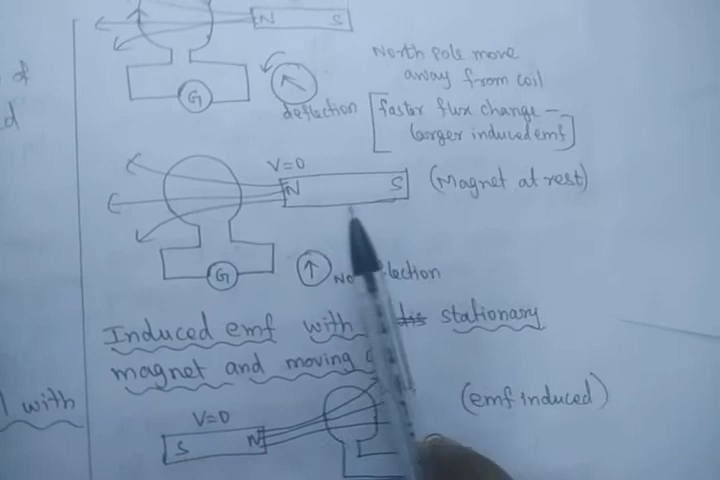 of
d
N S
G
deflection
North pole move
away from coil
[faster flux change –
larger induced emf]
V=0
N S
(Magnet at rest)
G
No
Induced emf with stationary
magnet and moving
with
V=0
S N
(emf induced)